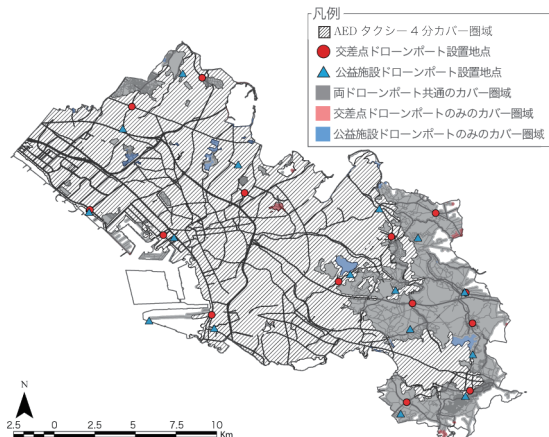 凡例
AED タクシー 4 分カバー圏域
交差点ドローンポート設置地点
公益施設ドローンポート設置地点
両ドローンポート共通のカバー圏域
交差点ドローンポートのみのカバー圏域
公益施設ドローンポートのみのカバー圏域
N
2.5 0 2.5 5.0 7.5 10
Km